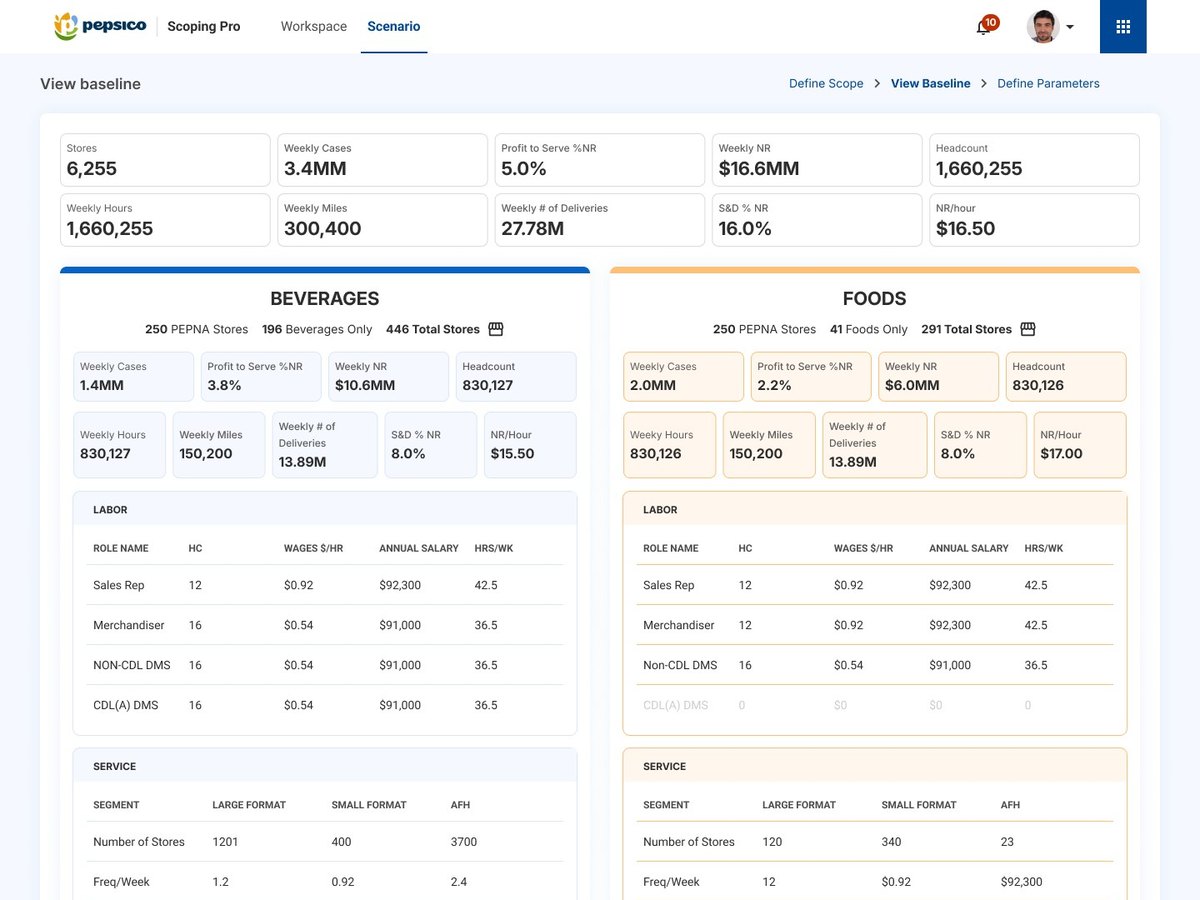 pepsico Scoping Pro Workspace Scenario 10
View baseline Define Scope > View Baseline > Define Parameters
Stores Weekly Cases Profit to Serve %NR Weekly NR Headcount
6,255 3.4MM 5.0% $16.6MM 1,660,255
Weekly Hours Weekly Miles Weekly # of Deliveries S&D % NR NR/hour
1,660,255 300,400 27.78M 16.0% $16.50
BEVERAGES
250 PEPNA Stores 196 Beverages Only 446 Total Stores
Weekly Cases Profit to Serve %NR Weekly NR Headcount
1.4MM 3.8% $10.6MM 830,127
Weekly Hours Weekly Miles Weekly # of Deliveries S&D % NR NR/Hour
830,127 150,200 13.89M 8.0% $15.50
LABOR
ROLE NAME HC WAGES $/HR ANNUAL SALARY HRS/WK
Sales Rep 12 $0.92 $92,300 42.5
Merchandiser 16 $0.54 $91,000 36.5
NON-CDL DMS 16 $0.54 $91,000 36.5
CDL(A) DMS 16 $0.54 $91,000 36.5
SERVICE
SEGMENT LARGE FORMAT SMALL FORMAT AFH
Number of Stores 1201 400 3700
Freq/Week 1.2 0.92 2.4
FOODS
250 PEPNA Stores 41 Foods Only 291 Total Stores
Weekly Cases Profit to Serve %NR Weekly NR Headcount
2.0MM 2.2% $6.0MM 830,126
Weeky Hours Weekly Miles Weekly # of Deliveries S&D % NR NR/Hour
830,126 150,200 13.89M 8.0% $17.00
LABOR
ROLE NAME HC WAGES $/HR ANNUAL SALARY HRS/WK
Sales Rep 12 $0.92 $92,300 42.5
Merchandiser 12 $0.92 $92,300 42.5
Non-CDL DMS 16 $0.54 $91,000 36.5
CDL(A) DMS 0 $0 $0 0
SERVICE
SEGMENT LARGE FORMAT SMALL FORMAT AFH
Number of Stores 120 340 23
Freq/Week 12 $0.92 $92,300